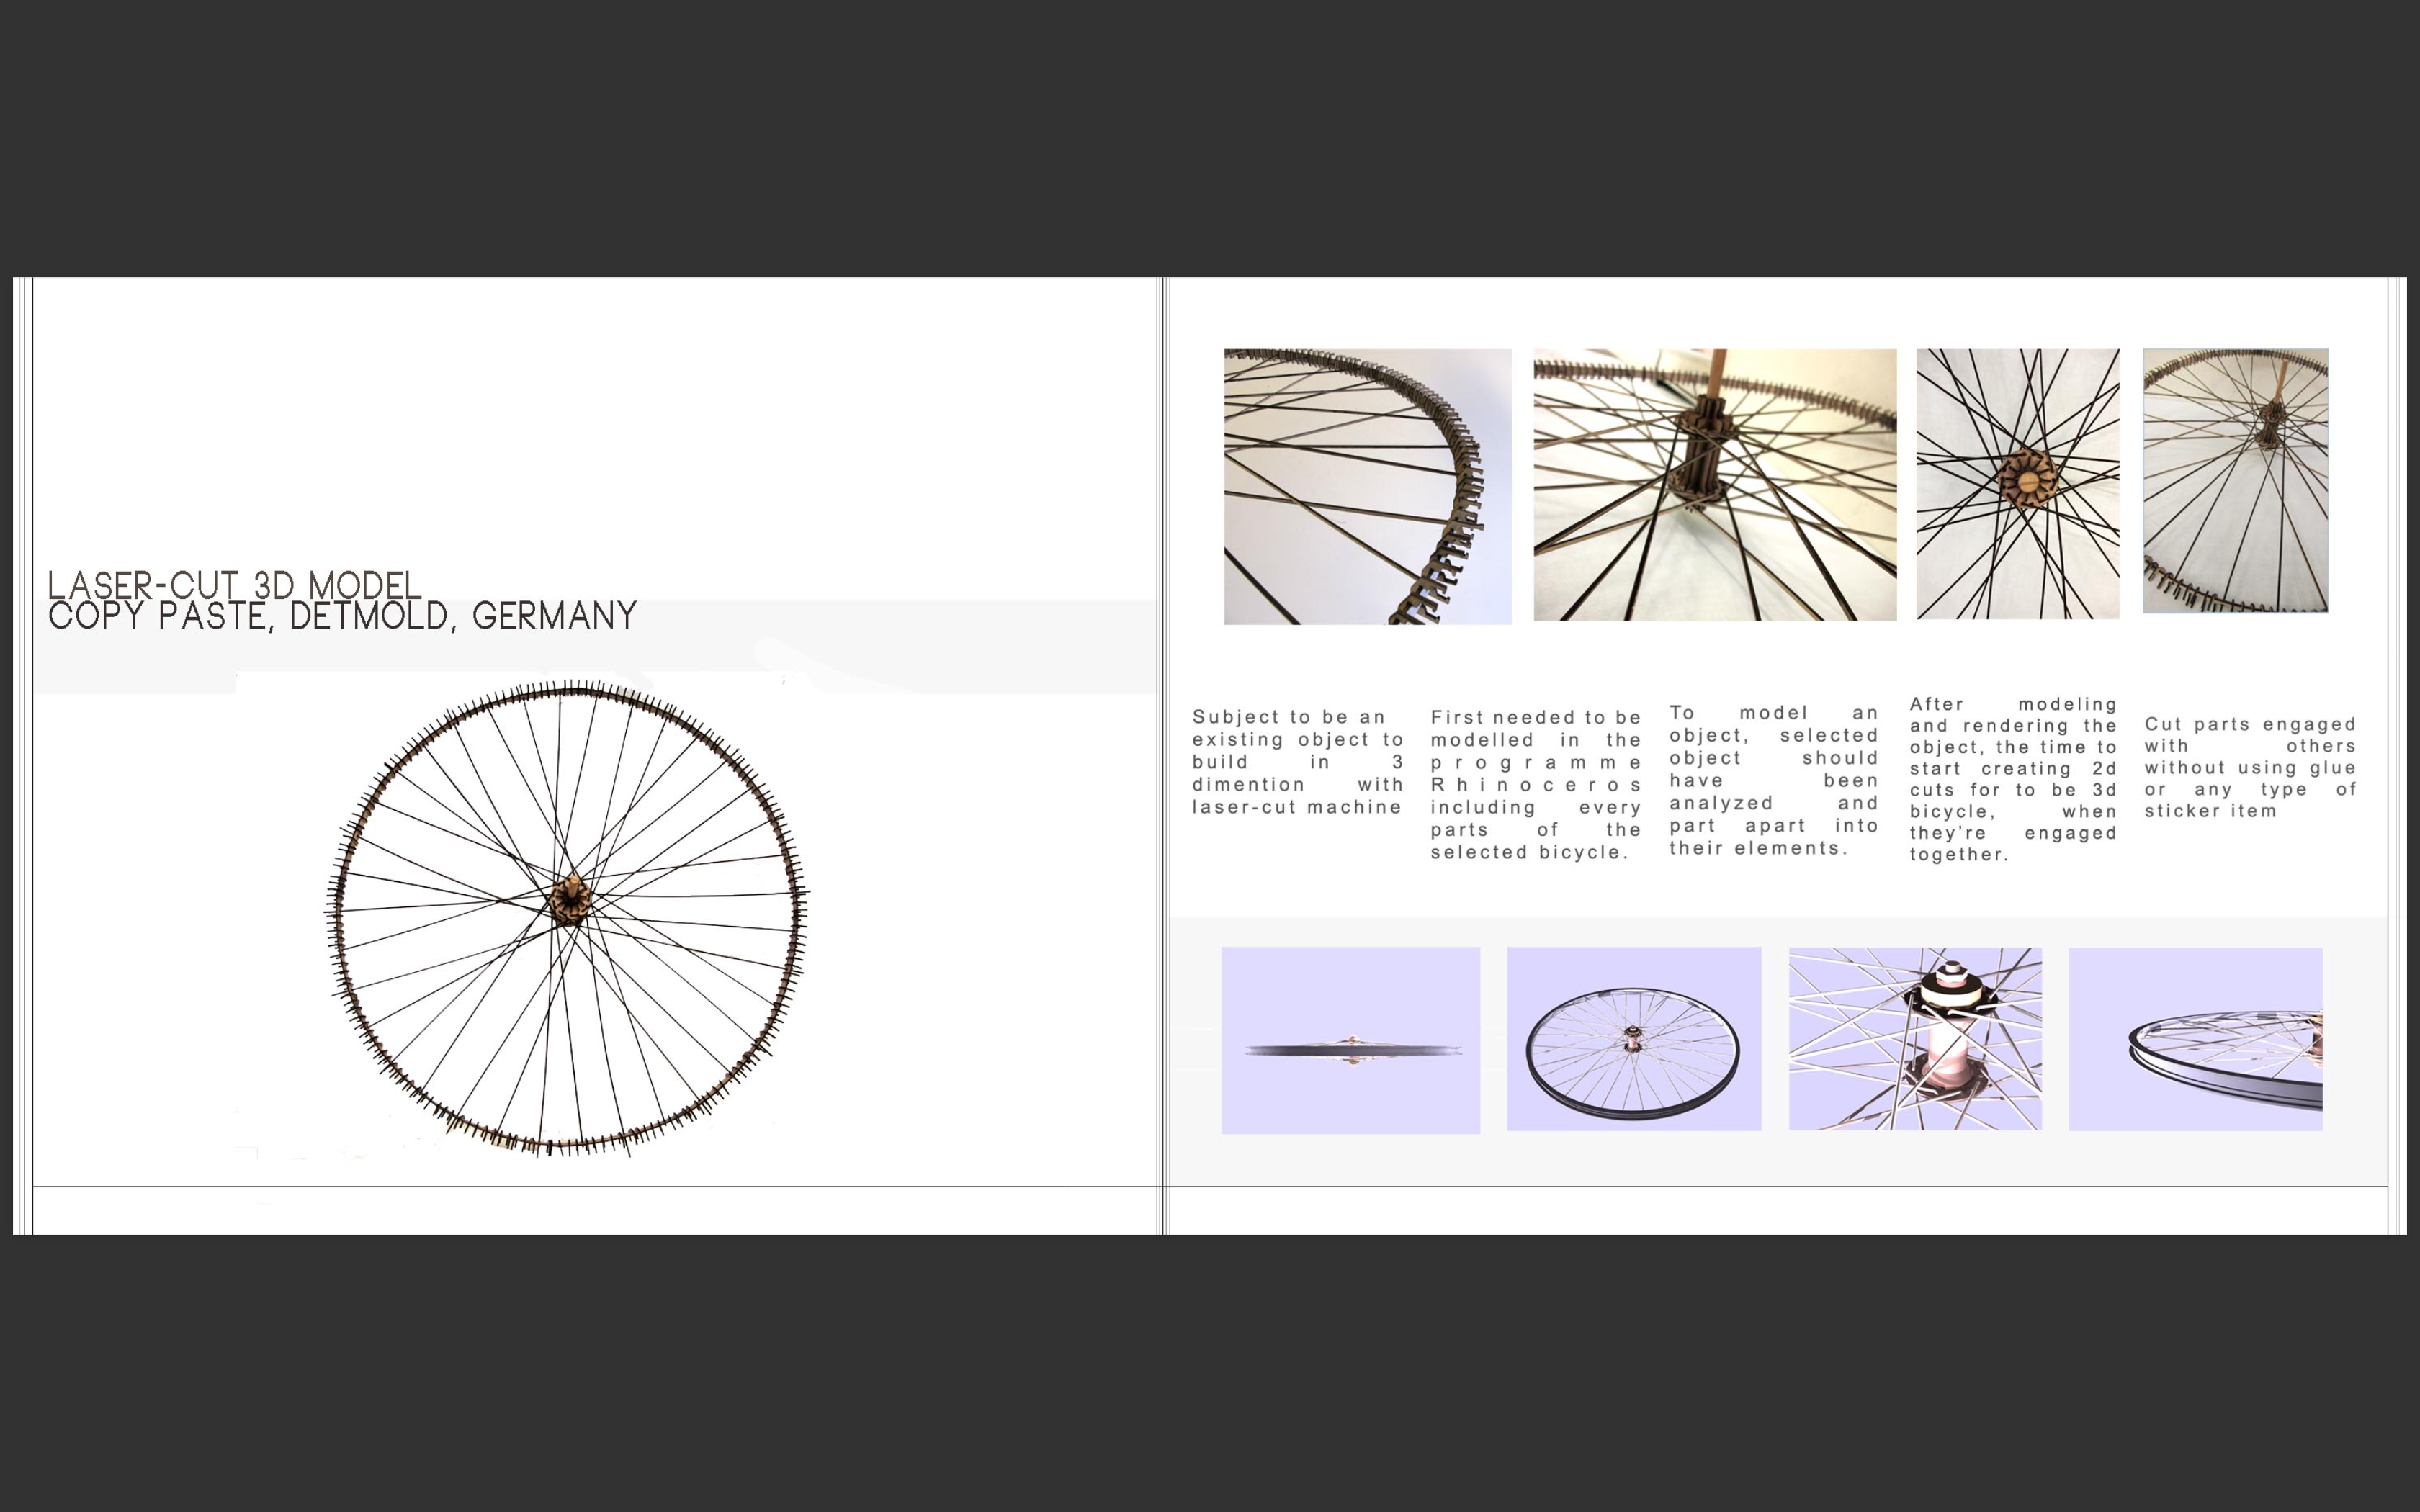 LASER-CUT 3D MODEL
COPY PASTE, DETMOLD, GERMANY
Subject to be an
existing object to
build in 3
dimention with
laser-cut machine
First needed to be
modelled in the
programme
Rhinoceros
including every
parts of the
selected bicycle.
To model an
object, selected
object should
have been
analyzed and
part apart into
their elements.
After modeling
and rendering the
object, the time to
start creating 2d
cuts for to be 3d
bicycle, when
they're engaged
together.
Cut parts engaged
with others
without using glue
or any type of
sticker item